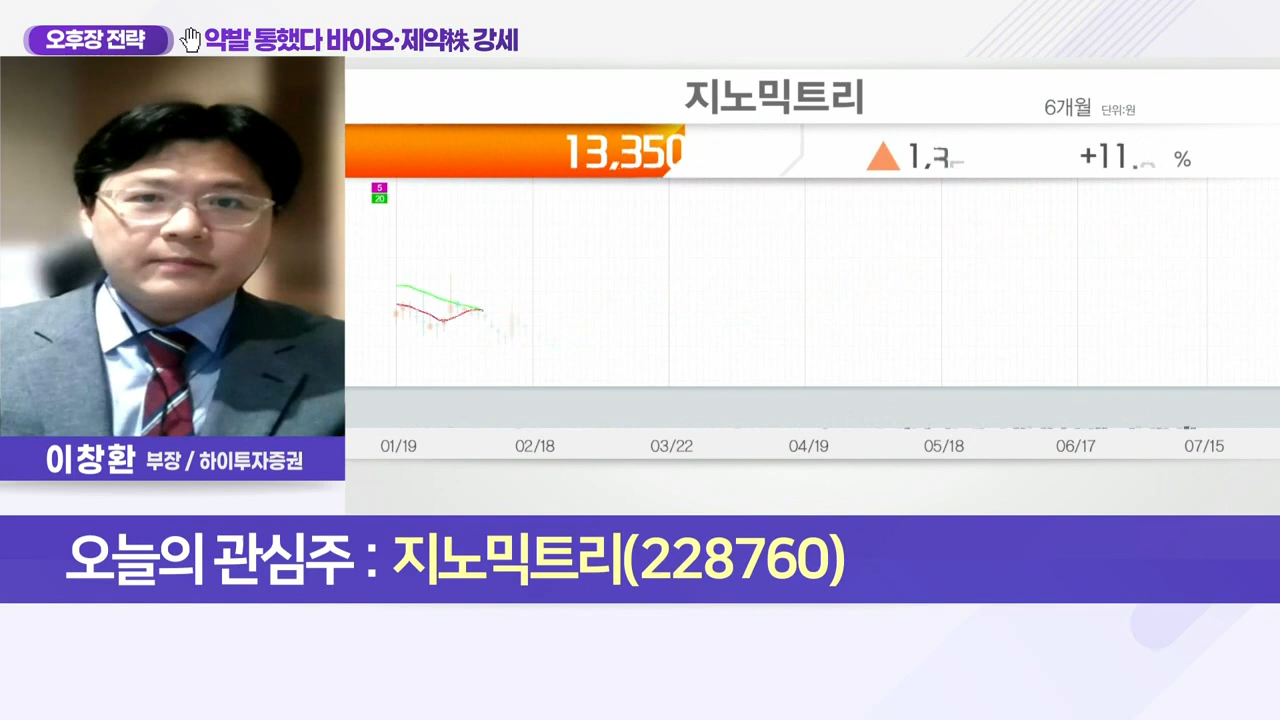 오후장 전략
약발 통했다 바이오·제약株 강세
지노믹트리
6개월 단위:원
13,350
+11. %
5
20
01/19 02/18 03/22 04/19 05/18 06/17 07/15
이창환 부장 / 하이투자증권
오늘의 관심주 : 지노믹트리(228760)